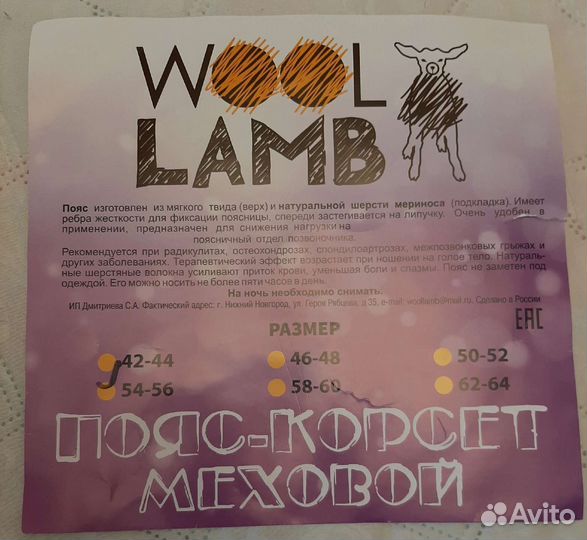 WOOL
LAMB
Пояс изготовлен из мягкого твида (верх) и натуральной шерсти мериноса (подкладка). Имеет
ребра жесткости для фиксации поясницы, спереди застегивается на липучку. Очень удобен в
применении, предназначен для снижения нагрузки на
поясничный отдел позвоночника.
Рекомендуется при радикулитах, остеохондрозах, спондилоартрозах, межпозвонковых грыжах и
других заболеваниях. Терапевтический эффект возрастает при ношении на голое тело. Натураль-
ные шерстяные волокна усиливают приток крови, уменьшая боли и спазмы. Пояс не заметен под
одеждой. Его можно носить не более пяти часов в день.
На ночь необходимо снимать.
ИП Дмитриева С.А. Фактический адрес: г. Нижний Новгород, ул. Героя Рябцева, д 35, e-mail: woollamb@mail.ru. Сделано в России
EAC
РАЗМЕР
42-44 46-48 50-52
54-56 58-60 62-64
ПОЯС-КОРСЕТ
МЕХОВОЙ
Avito